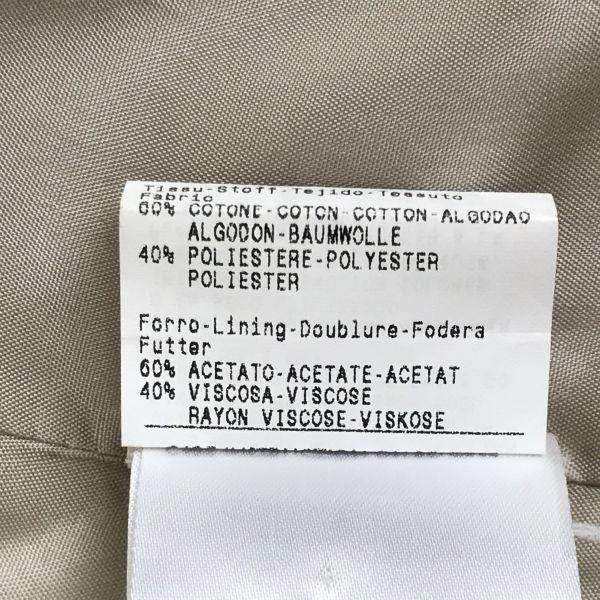 Tissu-Stoff-Tejido-Tessuto
Fabric
60% COTONE-COTON-COTTON-ALGODAO
ALGODON-BAUMWOLLE
40% POLIESTERE-POLYESTER
POLIESTER
Forro-Lining-Doublure-Fodera
Futter
60% ACETATO-ACETATE-ACETAT
40% VISCOSA-VISCOSE
RAYON VISCOSE-VISKOSE